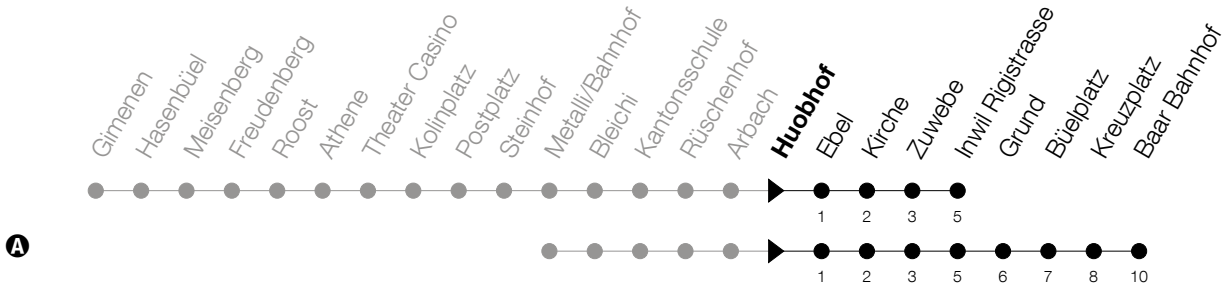 Gimenen
Hasenbüel
Meisenberg
Freudenberg
Roost
Athene
Theater Casino
Kolinplatz
Postplatz
Steinhof
Metalli/Bahnhof
Bleichi
Kantonsschule
Rüschenhof
Arbach
Huobhof
Ebel
Kirche
Zuwebe
Inwil Rigistrasse
Grund
Büelplatz
Kreuzplatz
Baar Bahnhof
1 2 3 5
A
1 2 3 5 6 7 8 10